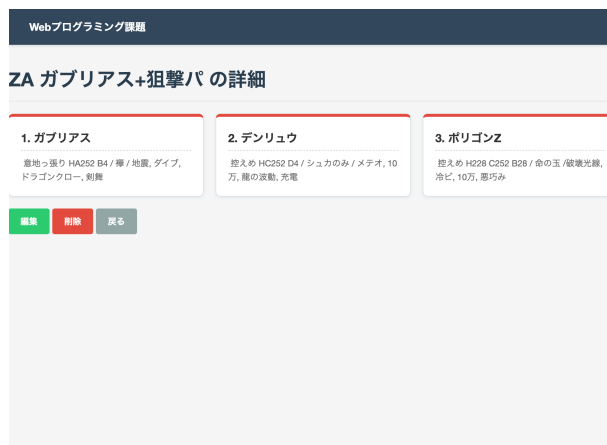 Webプログラミング課題
ZA ガブリアス+狙撃パ の詳細
1. ガブリアス
意地っ張り HA252 B4 / 襷 / 地震, ダイブ,
ドラゴンクロー, 剣舞
2. デンリュウ
控えめ HC252 D4 / シュカのみ / メテオ, 10
万, 龍の波動, 充電
3. ポリゴンZ
控えめ H228 C252 B28 / 命の玉 /破壊光線,
冷ビ, 10万, 悪巧み
編集
削除
戻る